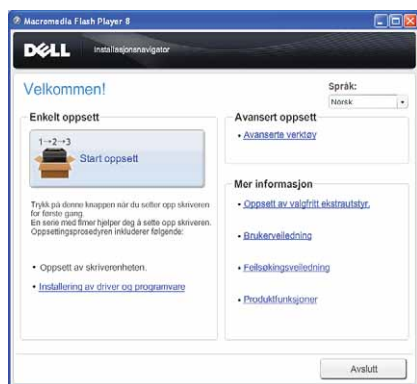 Macromedia Flash Player 8
DELL Installasjonsnavigator
Velkommen!
Språk:
Norsk
Enkelt oppsett
1→2→3
Start oppsett
Trykk på denne knappen når du setter opp skriveren
for første gang.
En serie med filmer hjelper deg å sette opp skriveren.
Oppsettingsprosedyren inkluderer følgende:
• Oppsett av skriverenheten.
• Installering av driver og programvare
Avansert oppsett
• Avanserte verktøy
Mer informasjon
• Oppsett av valgfritt ekstrautstyr.
• Brukerveiledning
• Feilsøkingsveiledning
• Produktfunksjoner
Avslutt